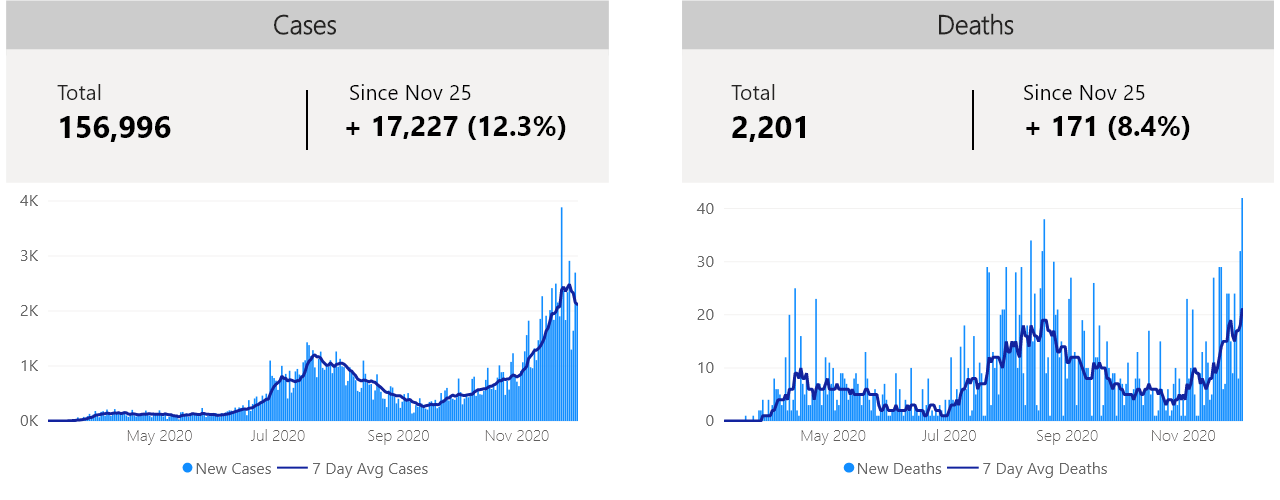 Cases
Total
156,996
Since Nov 25
+ 17,227 (12.3%)
4K
3K
2K
1K
0K
May 2020 Jul 2020 Sep 2020 Nov 2020
New Cases 7 Day Avg Cases
Deaths
Total
2,201
Since Nov 25
+ 171 (8.4%)
40
30
20
10
0
May 2020 Jul 2020 Sep 2020 Nov 2020
New Deaths 7 Day Avg Deaths